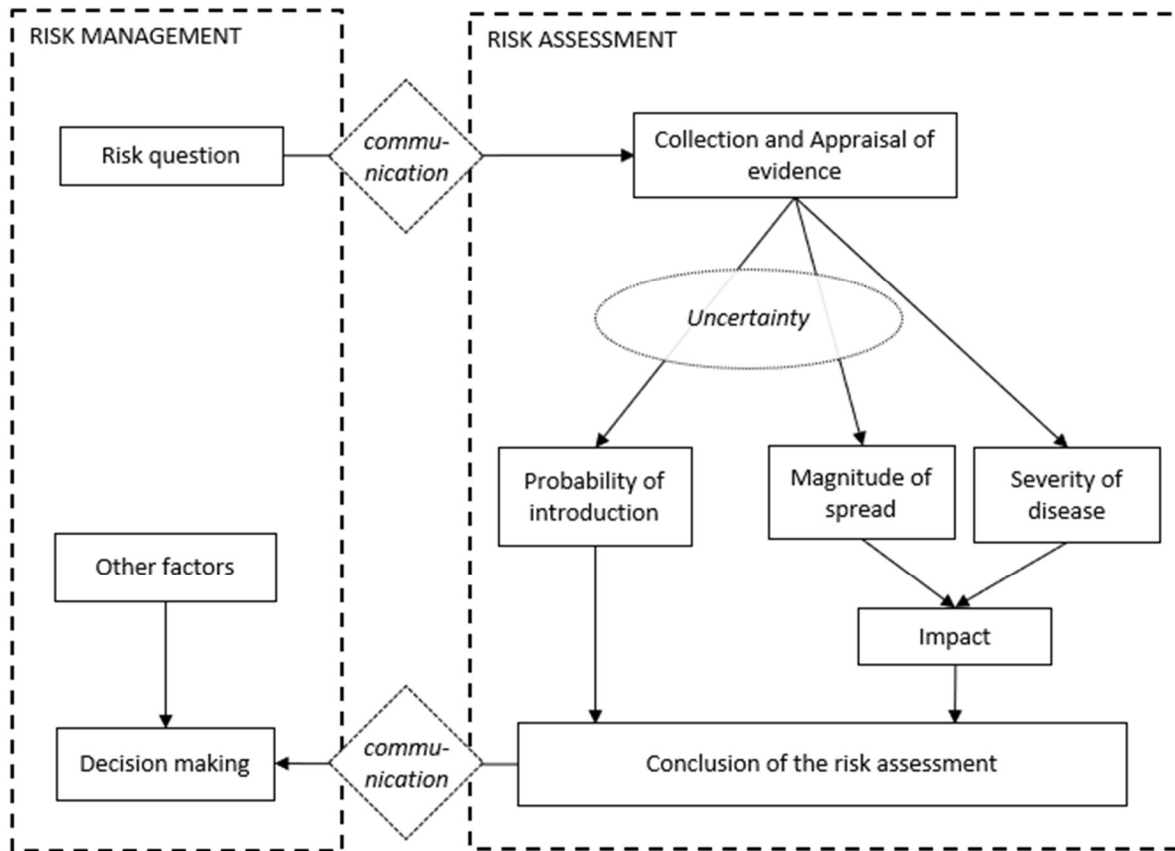 RISK MANAGEMENT
RISK ASSESSMENT
Risk question
commu-
nication
Collection and Appraisal of
evidence
Uncertainty
Probability of
introduction
Magnitude of
spread
Severity of
disease
Other factors
Impact
Decision making
commu-
nication
Conclusion of the risk assessment